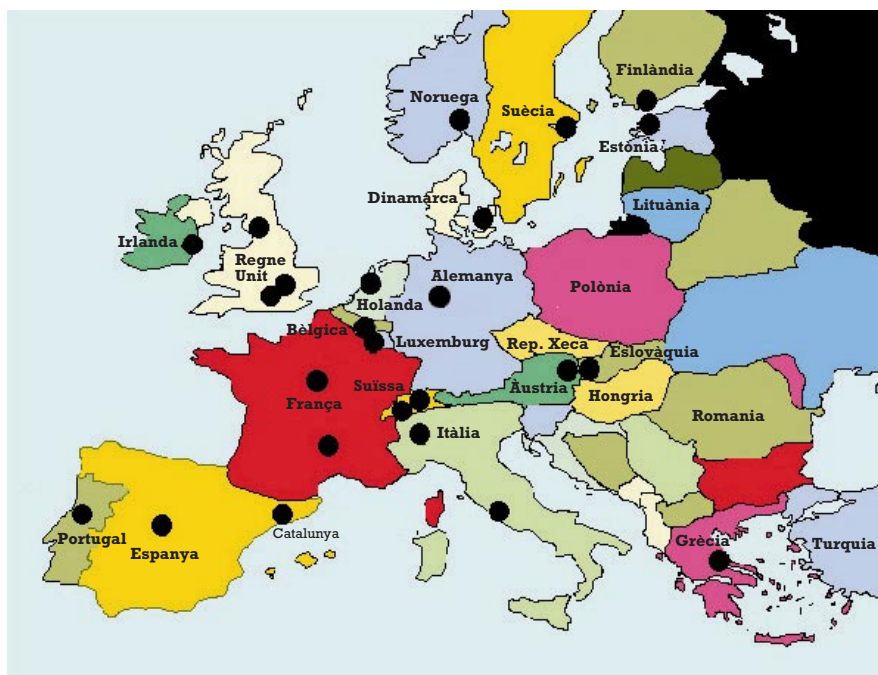 Finlàndia
Noruega
Suècia
Estònia
Dinamarca
Lituània
Irlanda
Regne
Unit
Alemanya
Polònia
Holanda
Bèlgica
Luxemburg
Rep. Xeca
Eslovàquia
Suïssa
Àustria
França
Hongria
Romania
Itàlia
Catalunya
Portugal
Espanya
Grècia
Turquia